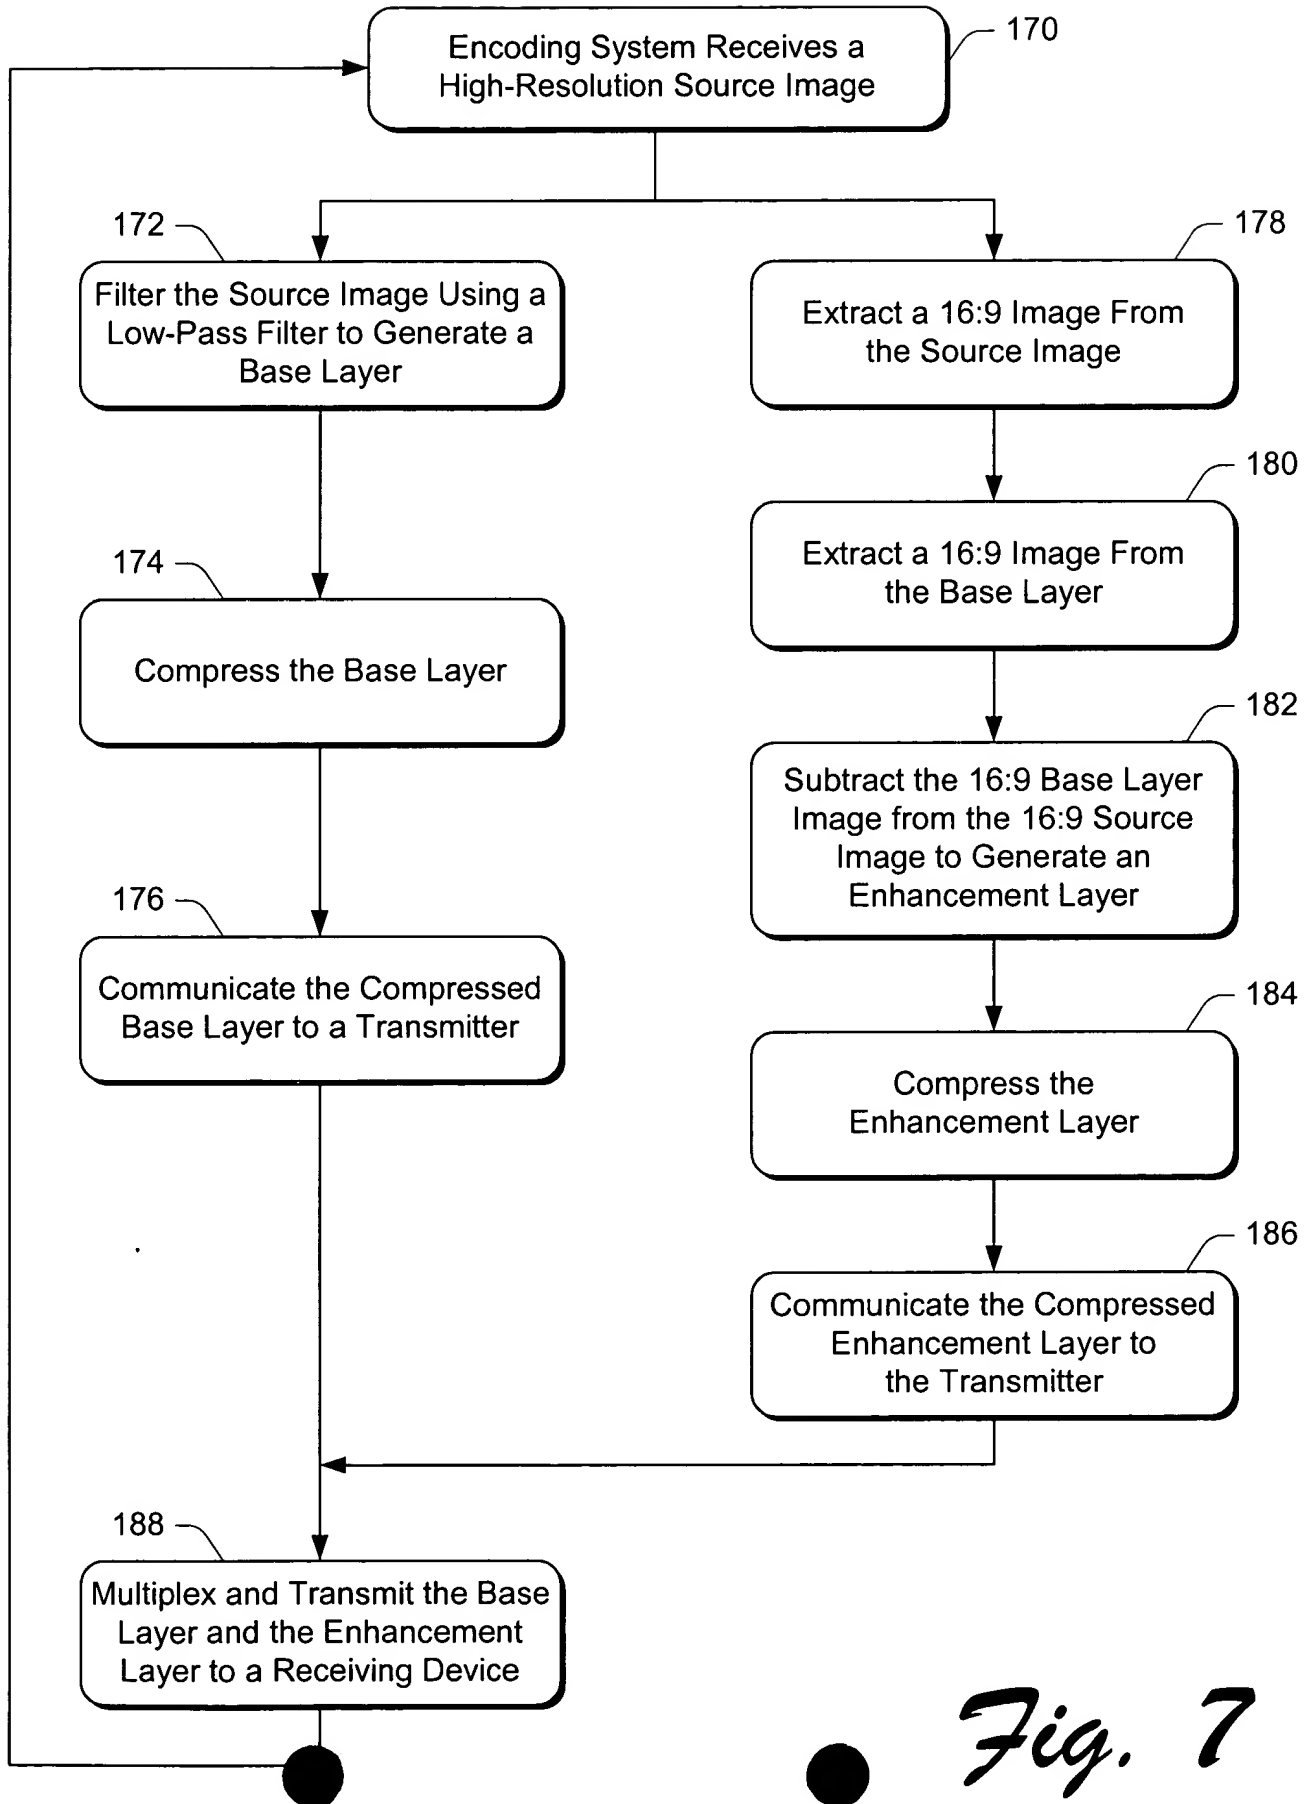 Encoding System Receives a
High-Resolution Source Image
170
172
Filter the Source Image Using a
Low-Pass Filter to Generate a
Base Layer
174
Compress the Base Layer
176
Communicate the Compressed
Base Layer to a Transmitter
178
Extract a 16:9 Image From
the Source Image
180
Extract a 16:9 Image From
the Base Layer
182
Subtract the 16:9 Base Layer
Image from the 16:9 Source
Image to Generate an
Enhancement Layer
184
Compress the
Enhancement Layer
186
Communicate the Compressed
Enhancement Layer to
the Transmitter
188
Multiplex and Transmit the Base
Layer and the Enhancement
Layer to a Receiving Device
Fig. 7